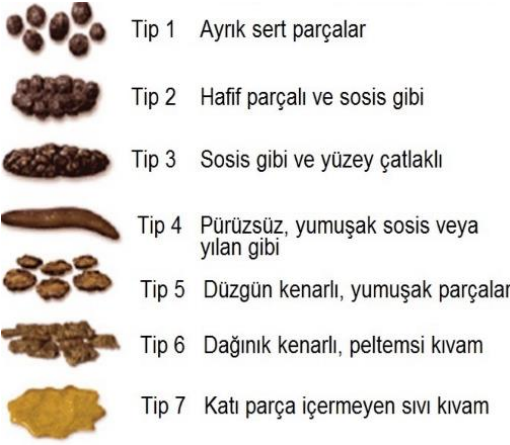 Tip 1 Ayrık sert parçalar
Tip 2 Hafif parçalı ve sosis gibi
Tip 3 Sosis gibi ve yüzey çatlaklı
Tip 4 Pürüzsüz, yumuşak sosis veya
yılan gibi
Tip 5 Düzgün kenarlı, yumuşak parçalar
Tip 6 Dağınık kenarlı, peltemsi kıvam
Tip 7 Katı parça içermeyen sıvı kıvam